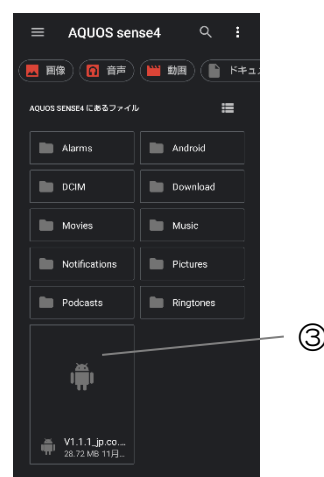 AQUOS sense4
画像
音声
動画
ドキュ
AQUOS SENSE4 にあるファイル
Alarms
Android
DCIM
Download
Movies
Music
Notifications
Pictures
Podcasts
Ringtones
③
V1.1.1_jp.co....
28.72 MB 11月...